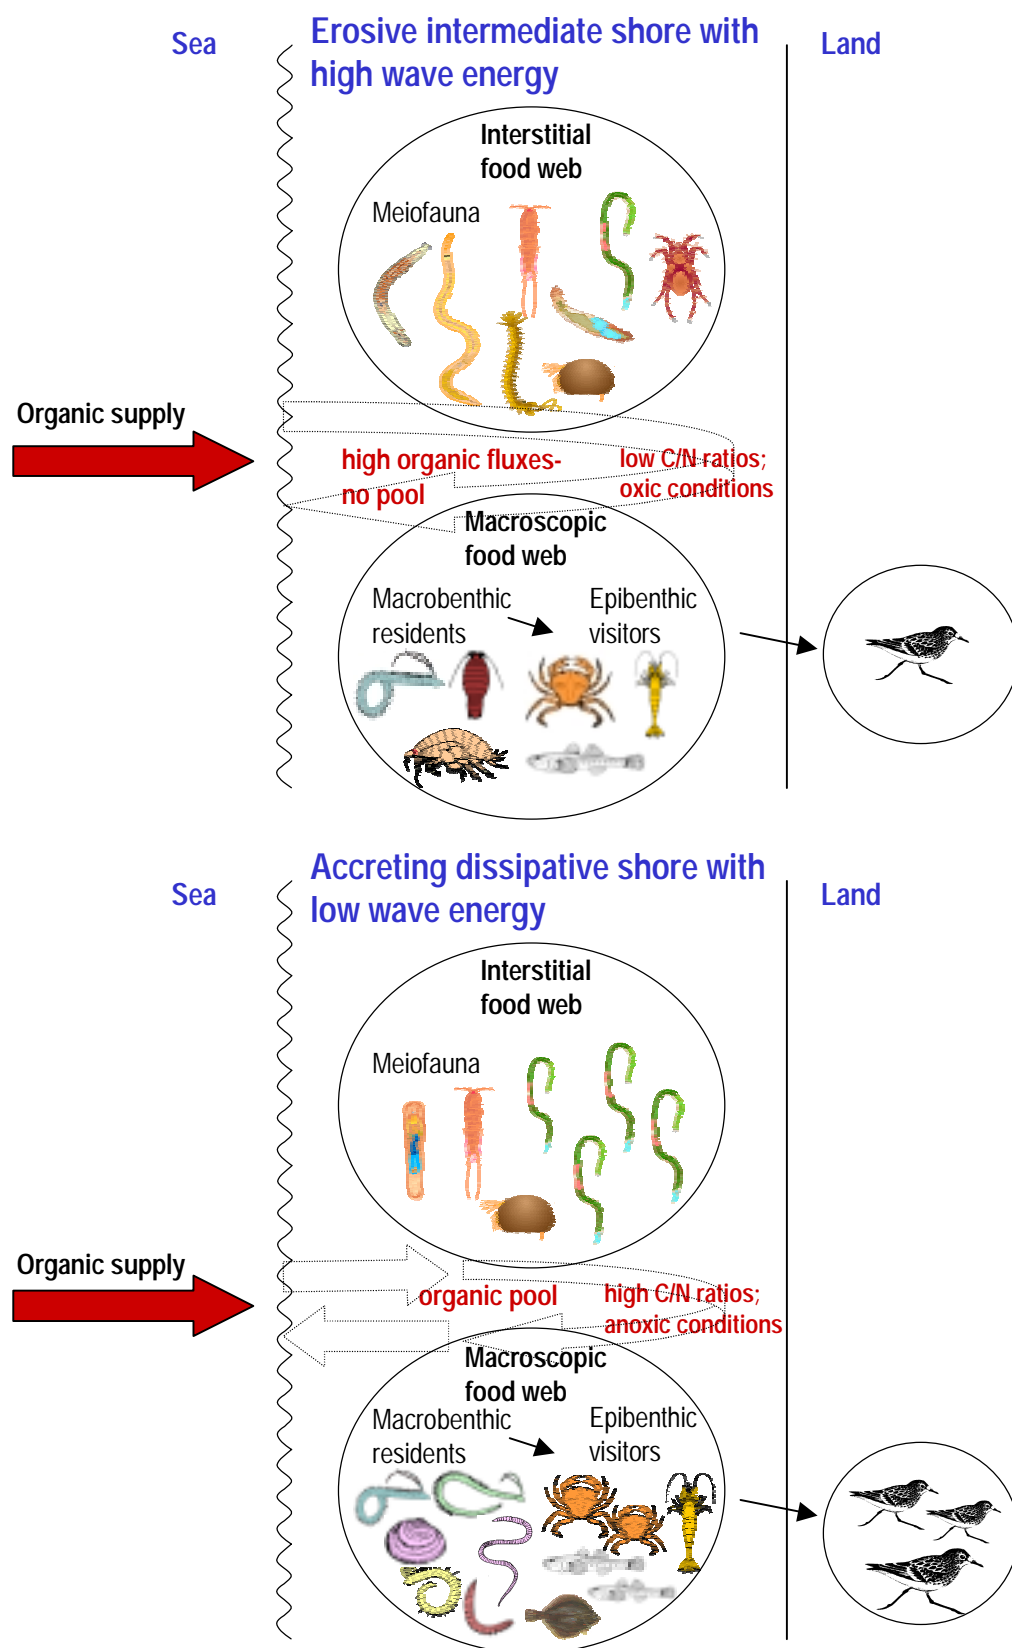 Sea
Erosive intermediate shore with
high wave energy
Land
Interstitial
food web
Meiofauna
Organic supply
high organic fluxes-
no pool
low C/N ratios;
oxic conditions
Macroscopic
food web
Macrobenthic
residents
Epibenthic
visitors
Sea
Accreting dissipative shore with
low wave energy
Land
Interstitial
food web
Meiofauna
Organic supply
organic pool
high C/N ratios;
anoxic conditions
Macroscopic
food web
Macrobenthic
residents
Epibenthic
visitors